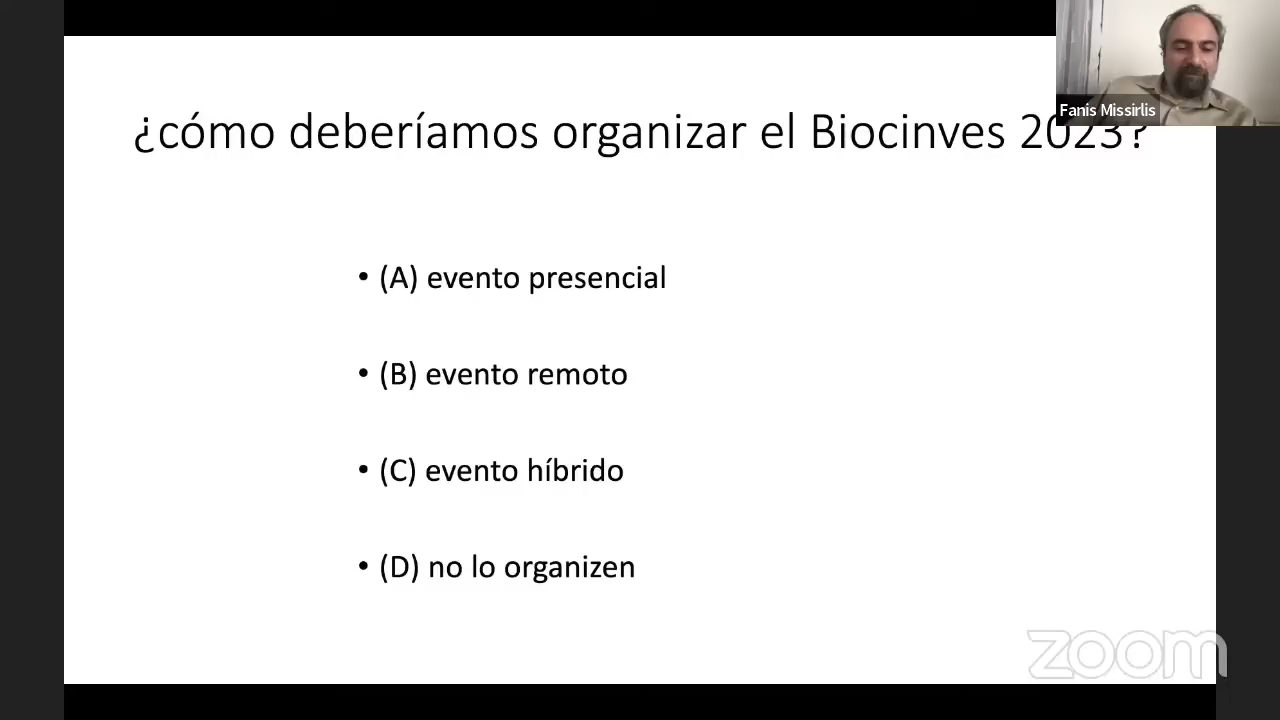 Fanis Missirlis
¿cómo deberíamos organizar el Biocinves 2023?
• (A) evento presencial
• (B) evento remoto
• (C) evento híbrido
• (D) no lo organizen
zoom